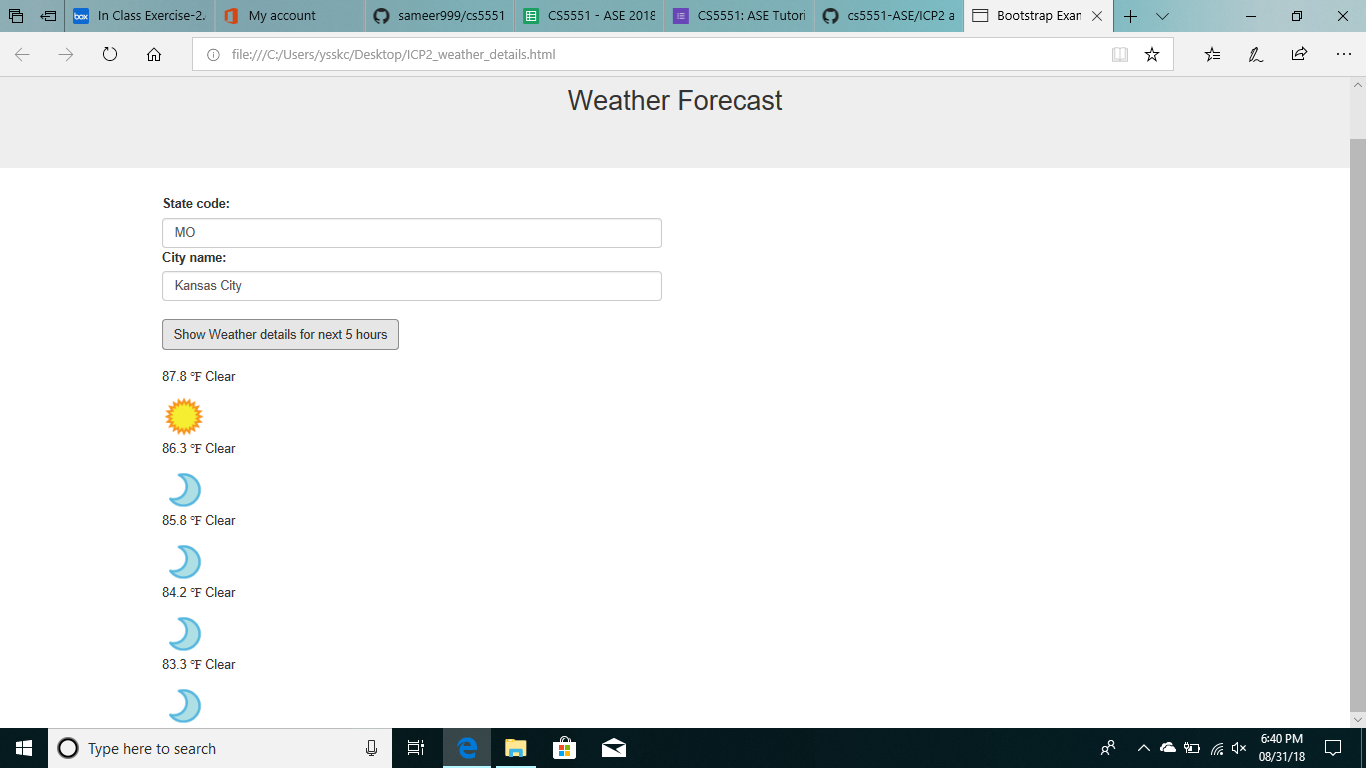 box In Class Exercise-2.
My account
sameer999/cs5551
CS5551 - ASE 2018
CS5551: ASE Tutori
cs5551-ASE/ICP2 a
Bootstrap Exan
file:///C:/Users/ysskc/Desktop/ICP2_weather_details.html
Weather Forecast
State code:
MO
City name:
Kansas City
Show Weather details for next 5 hours
87.8 ℉ Clear
86.3 ℉ Clear
85.8 ℉ Clear
84.2 ℉ Clear
83.3 ℉ Clear
Type here to search
6:40 PM
08/31/18